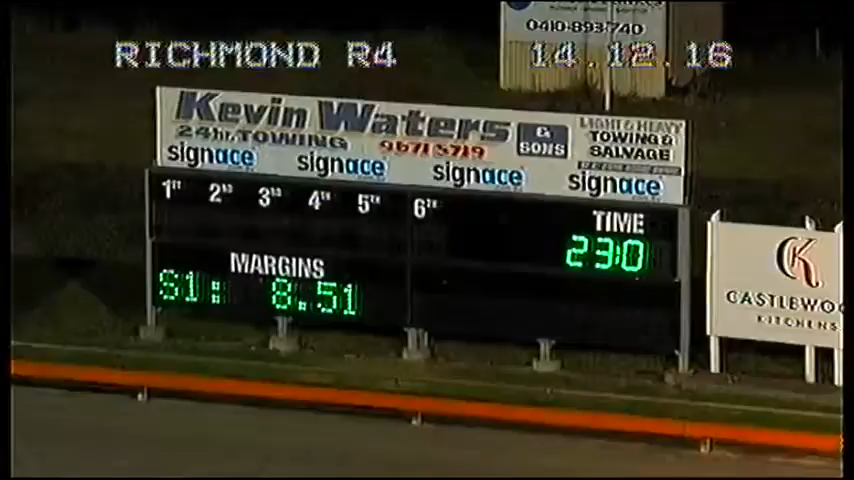 0410-893-740
RICHMOND R4 14.12.16
Kevin Waters & SONS
24hr. TOWING 9671 5719
LIGHT & HEAVY
TOWING &
SALVAGE
signace signace signace signace
1ST 2ND 3RD 4TH 5TH 6TH
TIME
23:0
MARGINS
S1: 8.51
K
CASTLEWOO
KITCHENS